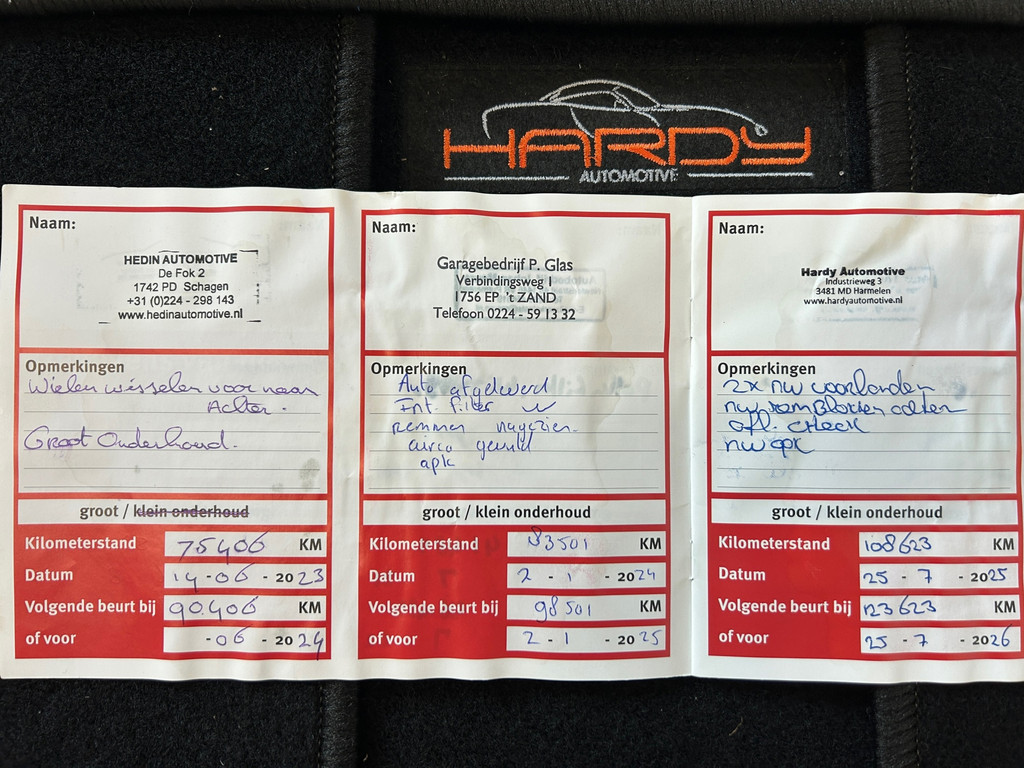 HARDY
AUTOMOTIVE
Naam:
HEDIN AUTOMOTIVE
De Fok 2
1742 PD Schagen
+31 (0)224 - 298 143
www.hedinautomotive.nl
Opmerkingen
Wielen wisselen voor naar
Achter.
Groot Onderhoud.
groot / klein onderhoud
Kilometerstand 75406 KM
Datum 14-06-2023
Volgende beurt bij 90.406 KM
of voor -06-2024
Naam:
Garagebedrijf P. Glas
Verbindingsweg 1
1756 EP 't ZAND
Telefoon 0224 - 59 13 32
Opmerkingen
Auto afgeleverd
Int. filter
remmen nagezien.
airco gevuld
apk
groot / klein onderhoud
Kilometerstand 83501 KM
Datum 2-1-2024
Volgende beurt bij 98501 KM
of voor 2-1-2025
Naam:
Hardy Automotive
Industrieweg 3
3481 MD Harmelen
www.hardyautomotive.nl
Opmerkingen
2x nw voorbanden
nw remblokken achter
afl. check
nw apk
groot / klein onderhoud
Kilometerstand 108623 KM
Datum 25-7-2025
Volgende beurt bij 123623 KM
of voor 25-7-2026